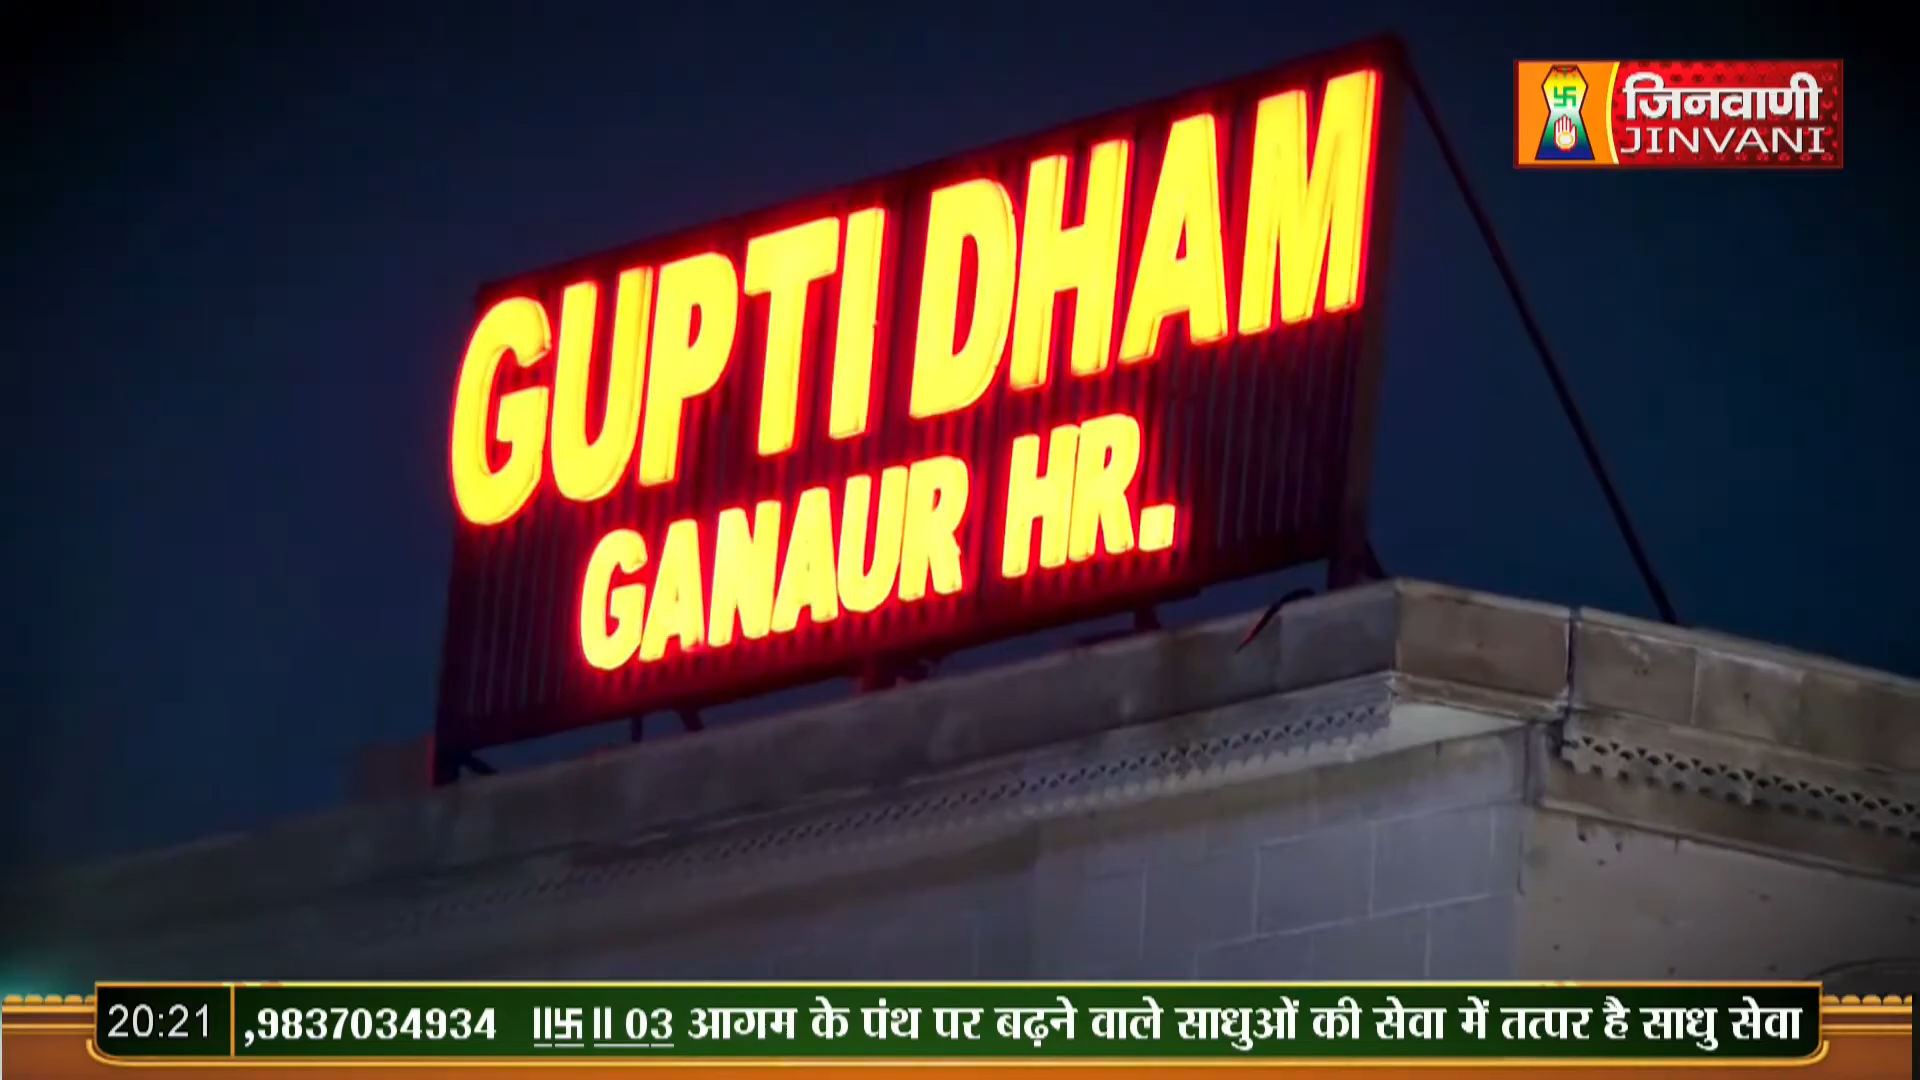 जिनवाणी
JINVANI
GUPTI DHAM
GANAUR HR.
20:21 ,9837034934 ॥卐॥ 03 आगम के पंथ पर बढ़ने वाले साधुओं की सेवा में तत्पर है साधु सेवा